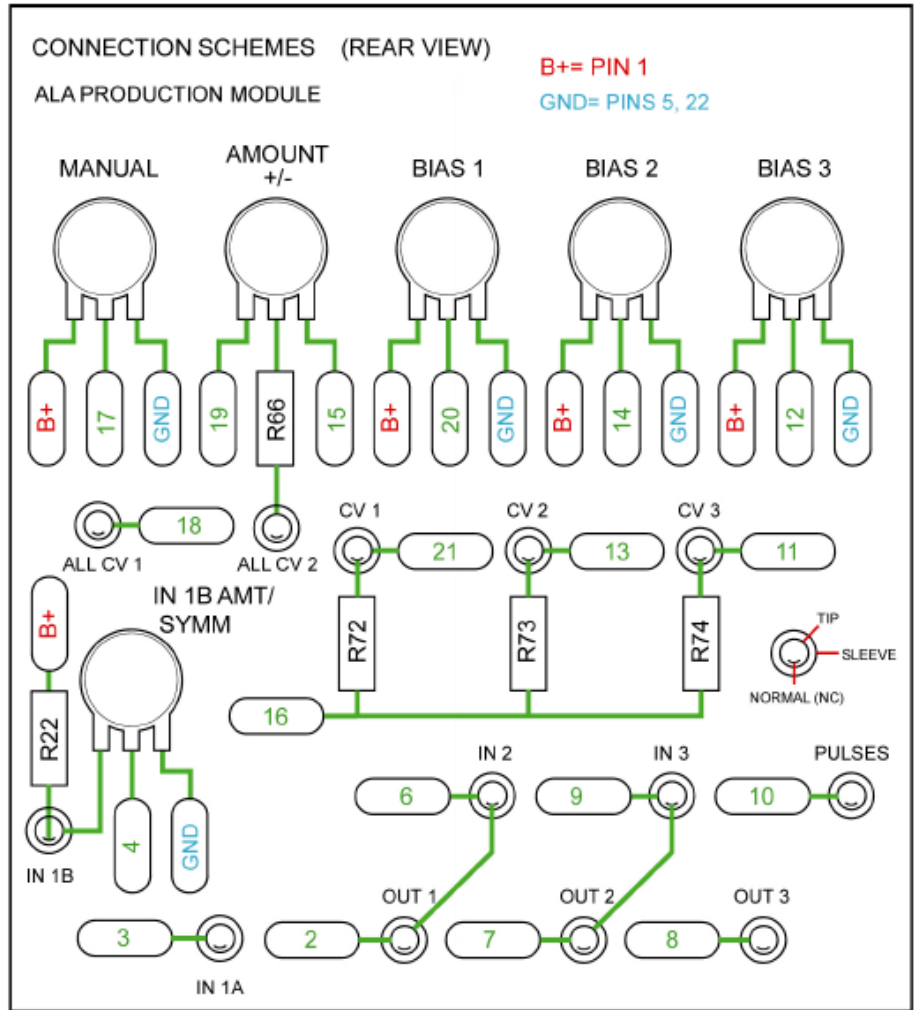 CONNECTION SCHEMES (REAR VIEW)
B+= PIN 1
ALA PRODUCTION MODULE
GND= PINS 5, 22
MANUAL
AMOUNT
+/-
BIAS 1
BIAS 2
BIAS 3
B+
17
GND
19
R66
15
B+
20
GND
B+
14
GND
B+
12
GND
18
ALL CV 1
ALL CV 2
CV 1
21
CV 2
13
CV 3
11
B+
R22
IN 1B AMT/
SYMM
R72
R73
R74
TIP
SLEEVE
NORMAL (NC)
16
IN 1B
4
GND
IN 2
6
IN 3
9
PULSES
10
OUT 1
2
OUT 2
7
OUT 3
8
3
IN 1A